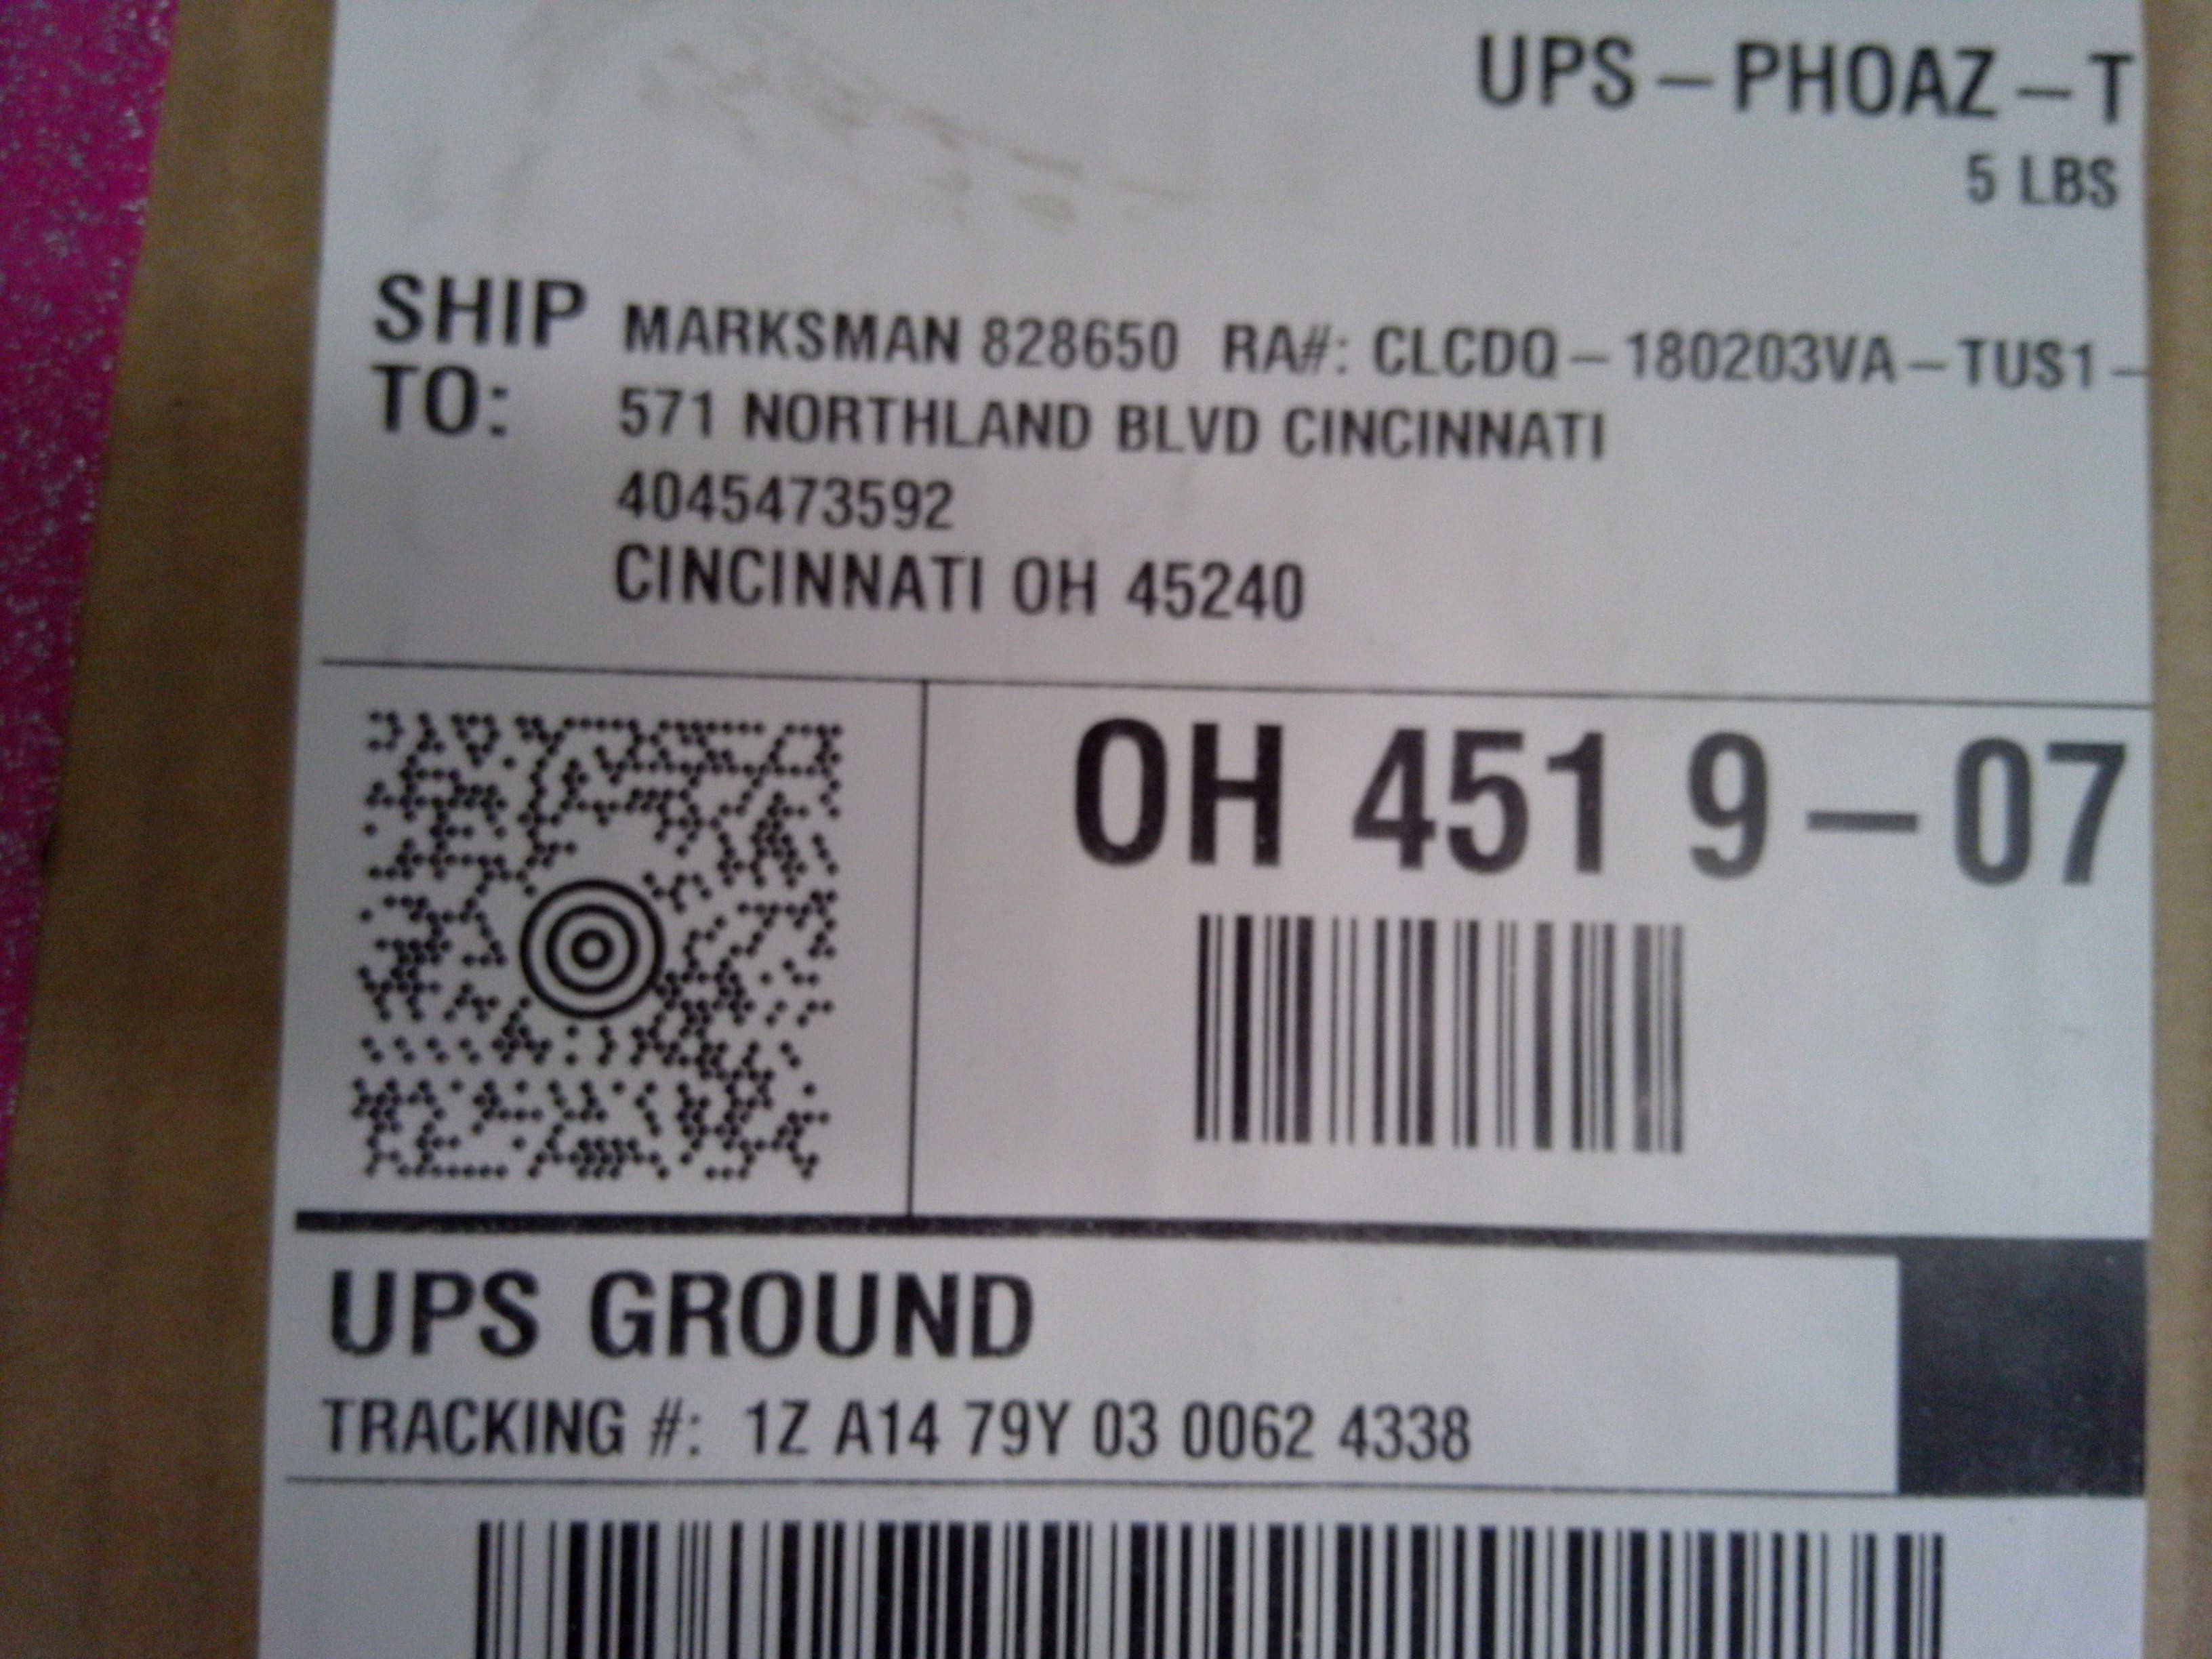 UPS – PHOAZ – T
5 LBS
SHIP TO:
MARKSMAN 828650 RA#: CLCDQ – 180203VA – TUS1 –
571 NORTHLAND BLVD CINCINNATI
4045473592
CINCINNATI OH 45240
OH 451 9 – 07
UPS GROUND
TRACKING #: 1Z A14 79Y 03 0062 4338